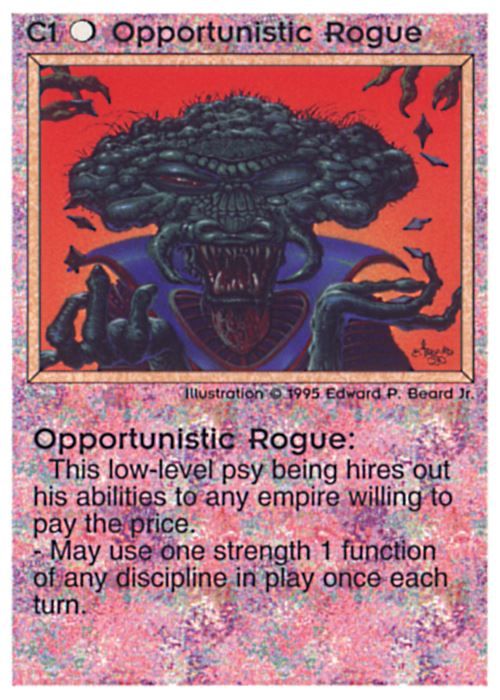 C1 Opportunistic Rogue
Illustration © 1995 Edward P. Beard Jr.
Opportunistic Rogue:
This low-level psy being hires out
his abilities to any empire willing to
pay the price.
- May use one strength 1 function
of any discipline in play once each
turn.